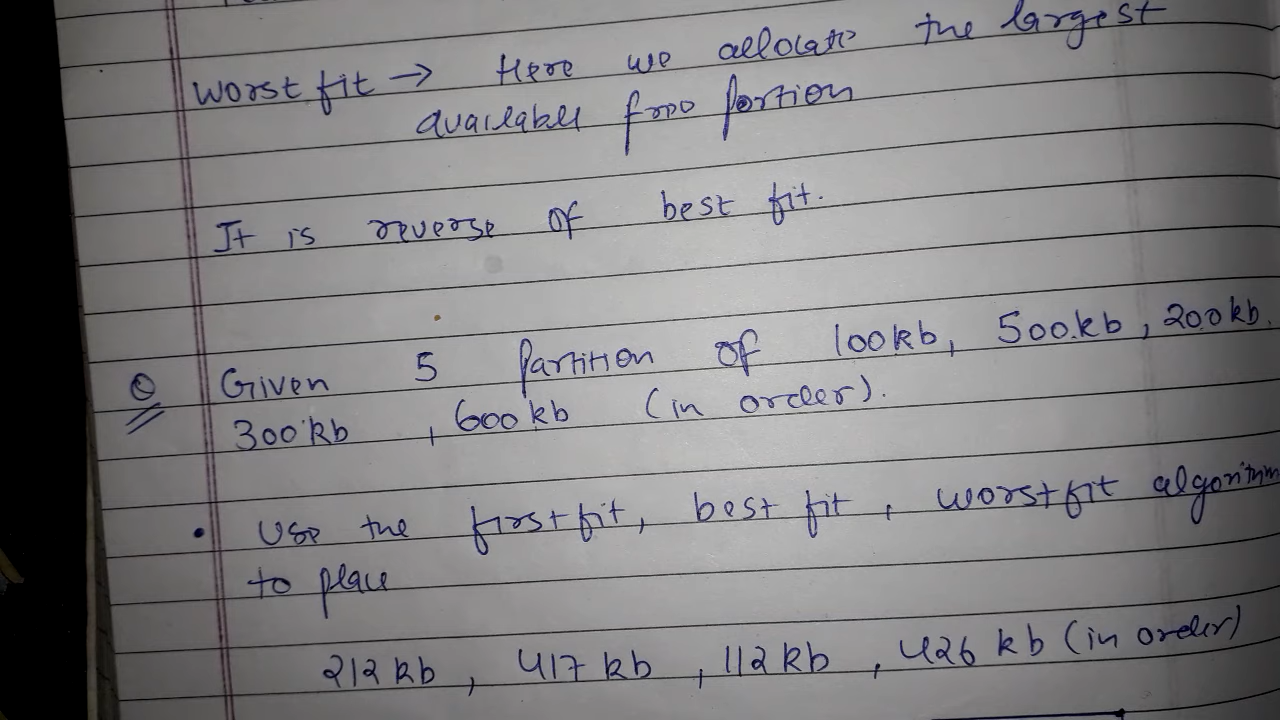 Worst fit → Here we allocate the largest
available free portion
It is reverse of best fit.
Q Given 5 Partition of 100kb, 500kb, 200kb,
300kb, 600kb (in order).
• Use the first fit, best fit, worst fit algorithm
to place
212kb, 417kb, 112kb, 426kb (in order)